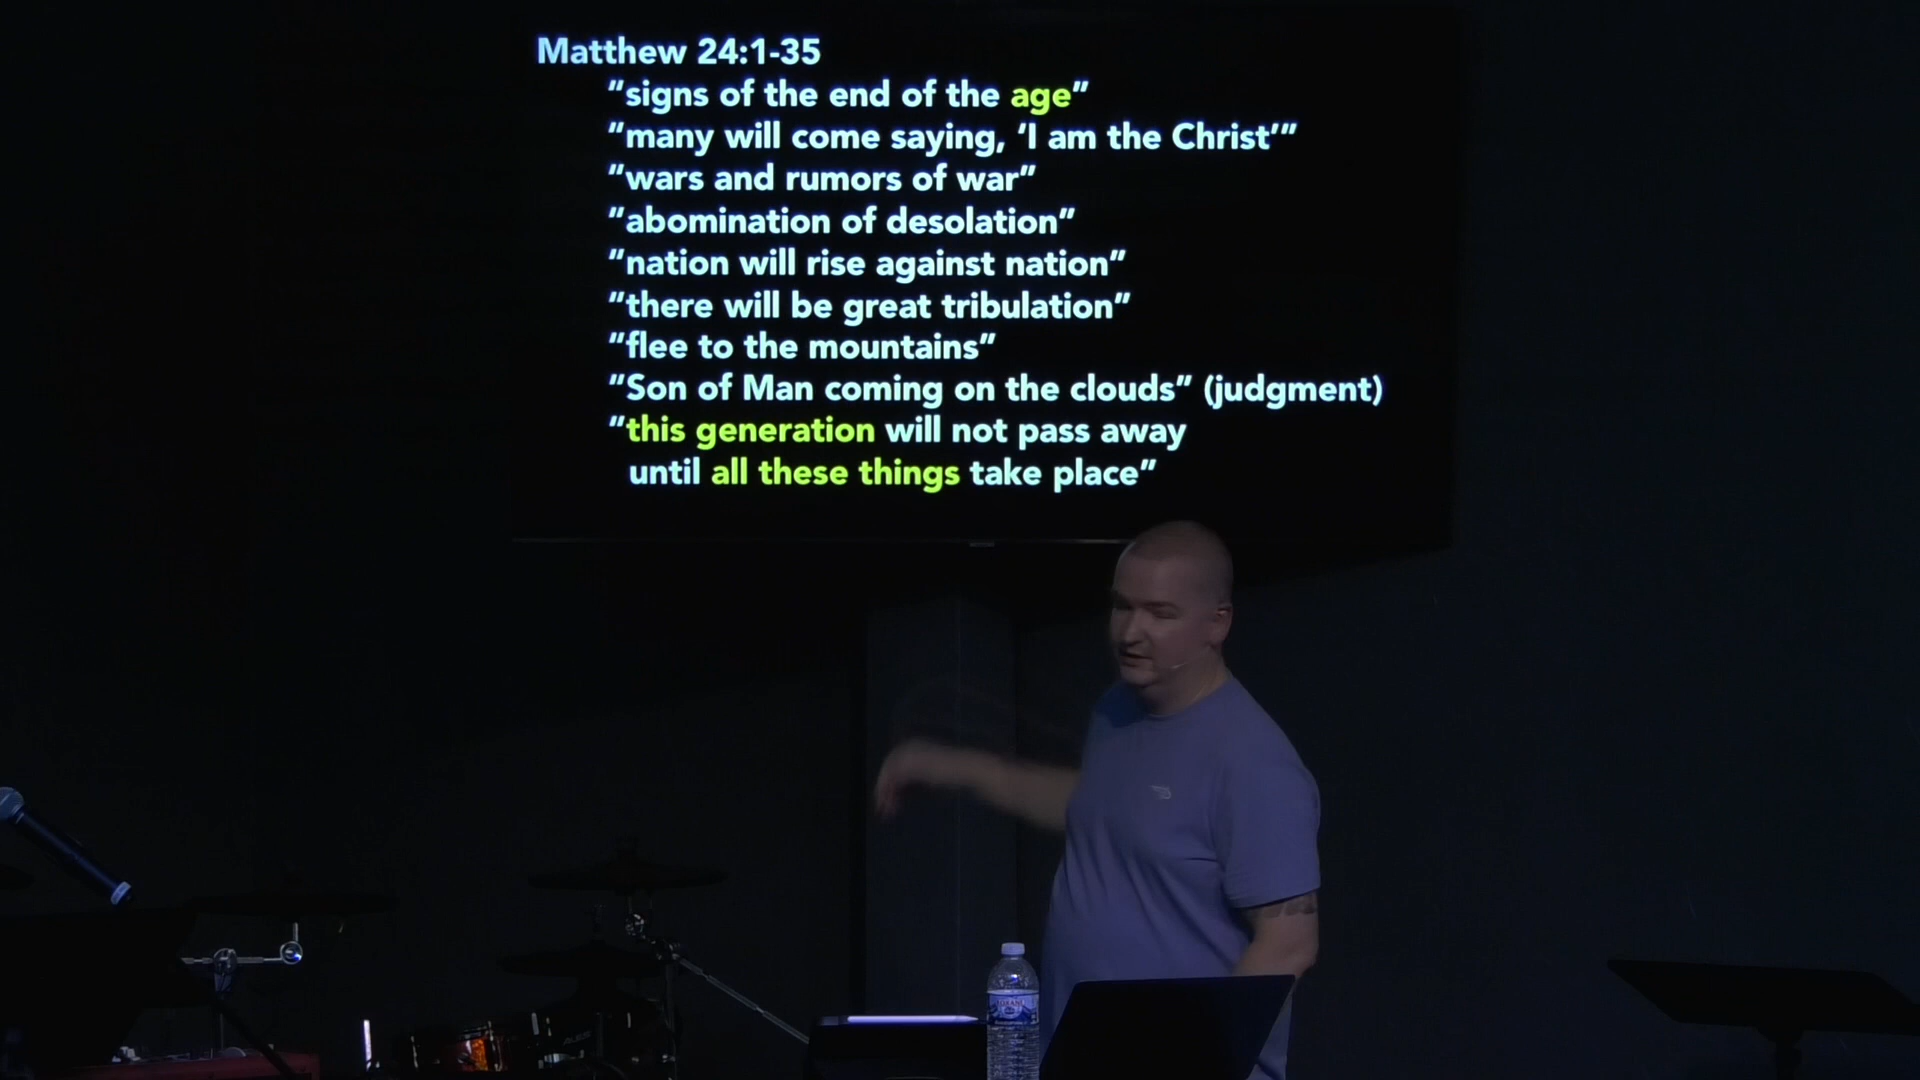 Matthew 24:1-35
“signs of the end of the age”
“many will come saying, ‘I am the Christ’”
“wars and rumors of war”
“abomination of desolation”
“nation will rise against nation”
“there will be great tribulation”
“flee to the mountains”
“Son of Man coming on the clouds” (judgment)
“this generation will not pass away
until all these things take place”